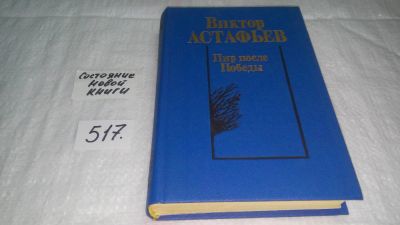 Виктор
АСТАФЬЕВ
Пир после
Победы
Состояние
новой
книги
517.